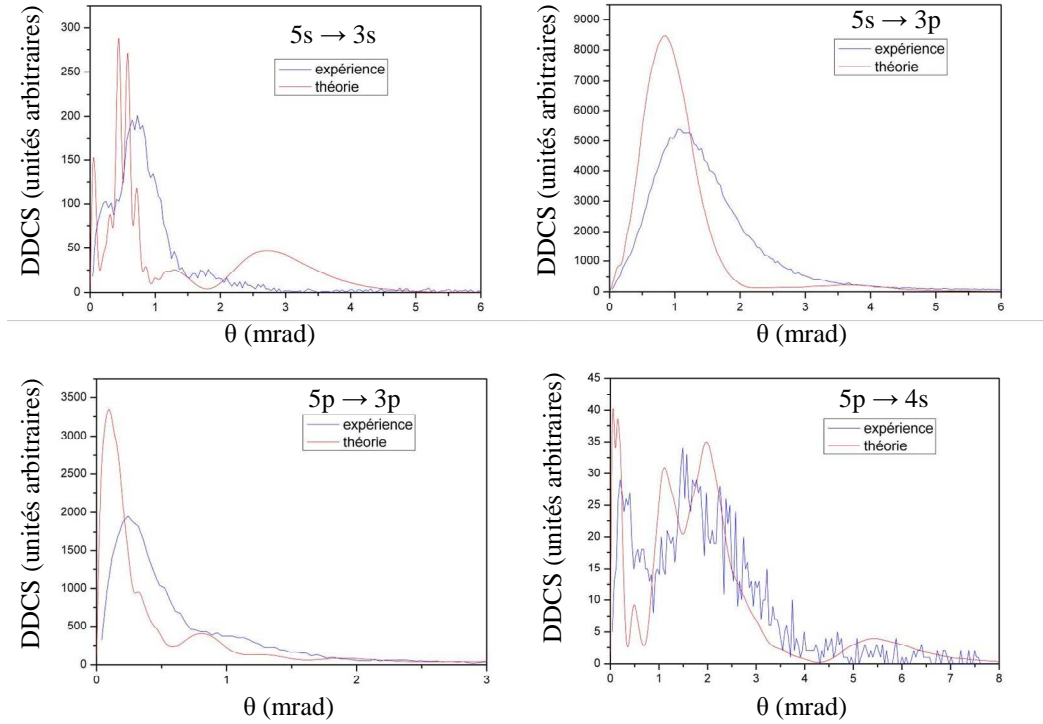 5s → 3s
expérience
théorie
DDCS (unités arbitraires)
300
250
200
150
100
50
0
0 1 2 3 4 5 6
θ (mrad)
5s → 3p
expérience
théorie
DDCS (unités arbitraires)
9000
8000
7000
6000
5000
4000
3000
2000
1000
0
0 1 2 3 4 5 6
θ (mrad)
5p → 3p
expérience
théorie
DDCS (unités arbitraires)
3500
3000
2500
2000
1500
1000
500
0
0 1 2 3
θ (mrad)
5p → 4s
expérience
théorie
DDCS (unités arbitraires)
45
40
35
30
25
20
15
10
5
0
0 1 2 3 4 5 6 7 8
θ (mrad)